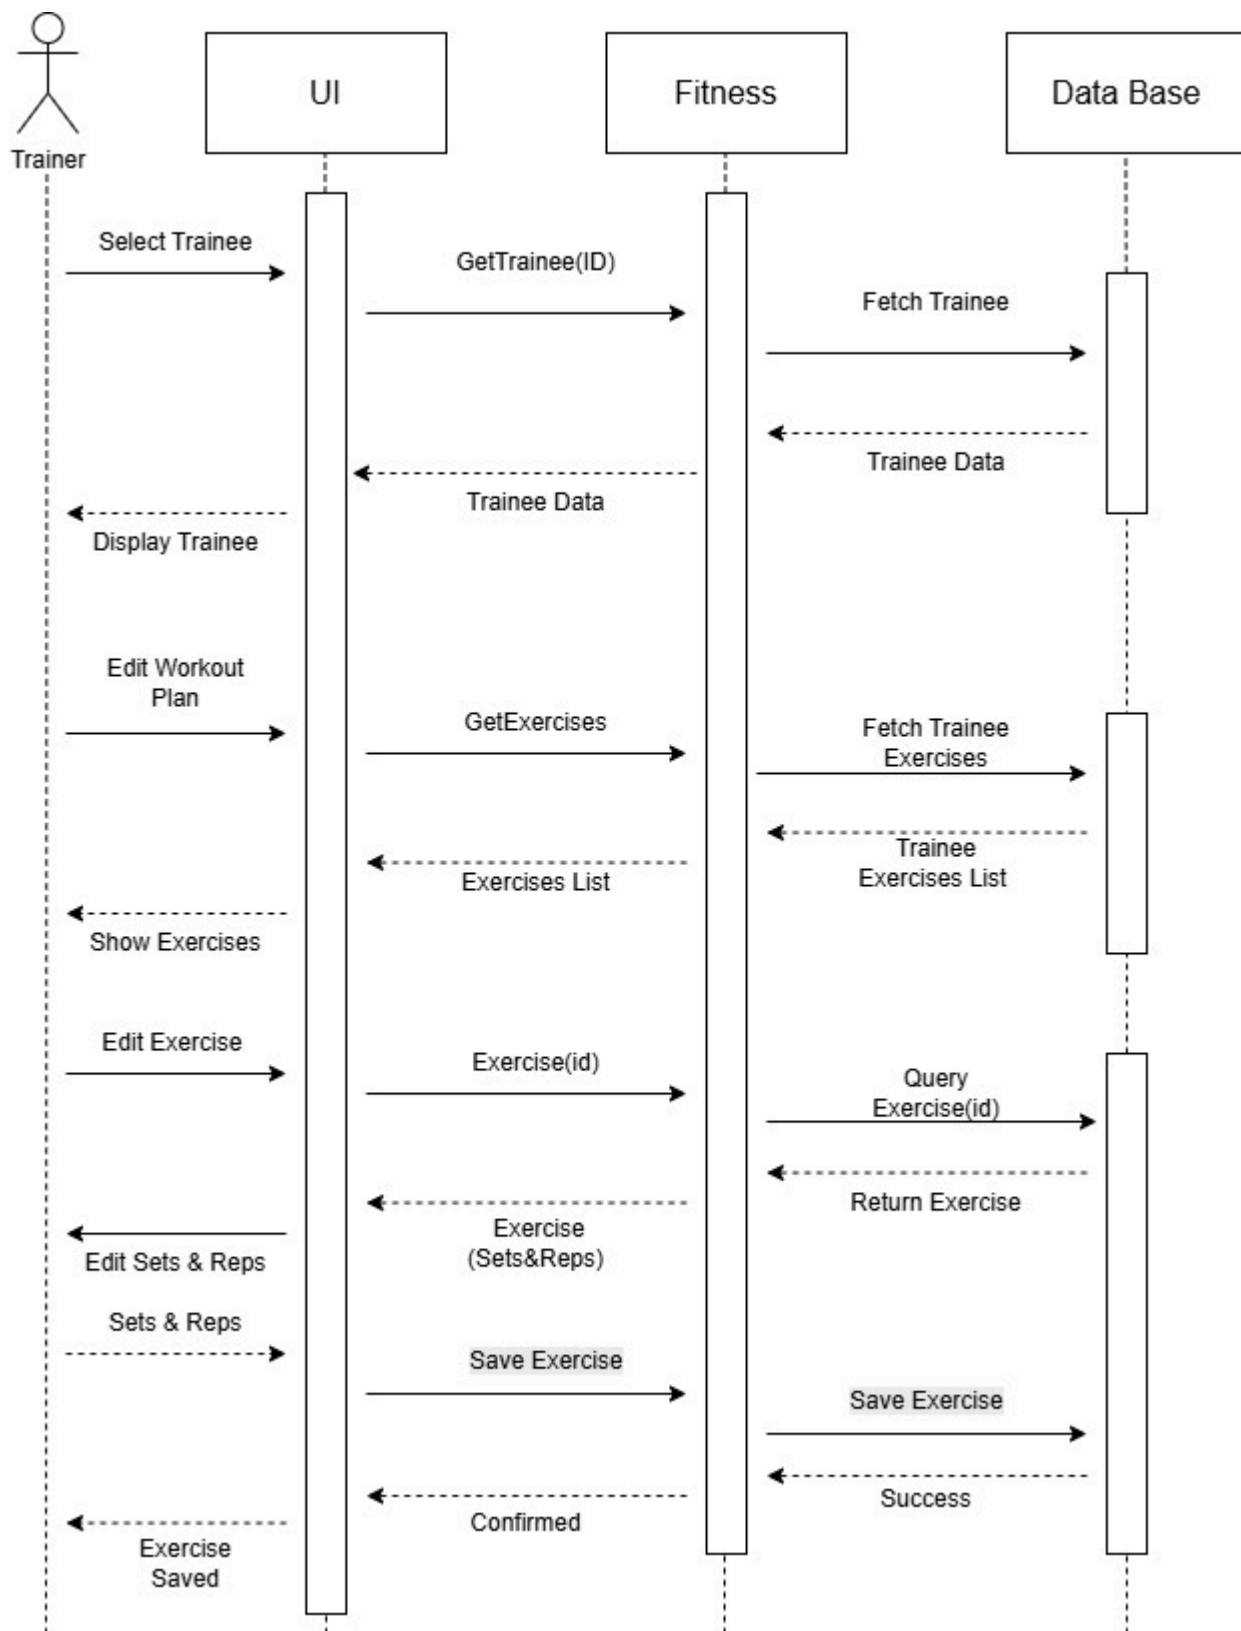 UI
Fitness
Data Base
Trainer
Select Trainee
GetTrainee(ID)
Fetch Trainee
Trainee Data
Trainee Data
Display Trainee
Edit Workout
Plan
GetExercises
Fetch Trainee
Exercises
Trainee
Exercises List
Exercises List
Show Exercises
Edit Exercise
Exercise(id)
Query
Exercise(id)
Return Exercise
Exercise
(Sets&Reps)
Edit Sets & Reps
Sets & Reps
Save Exercise
Save Exercise
Success
Confirmed
Exercise
Saved